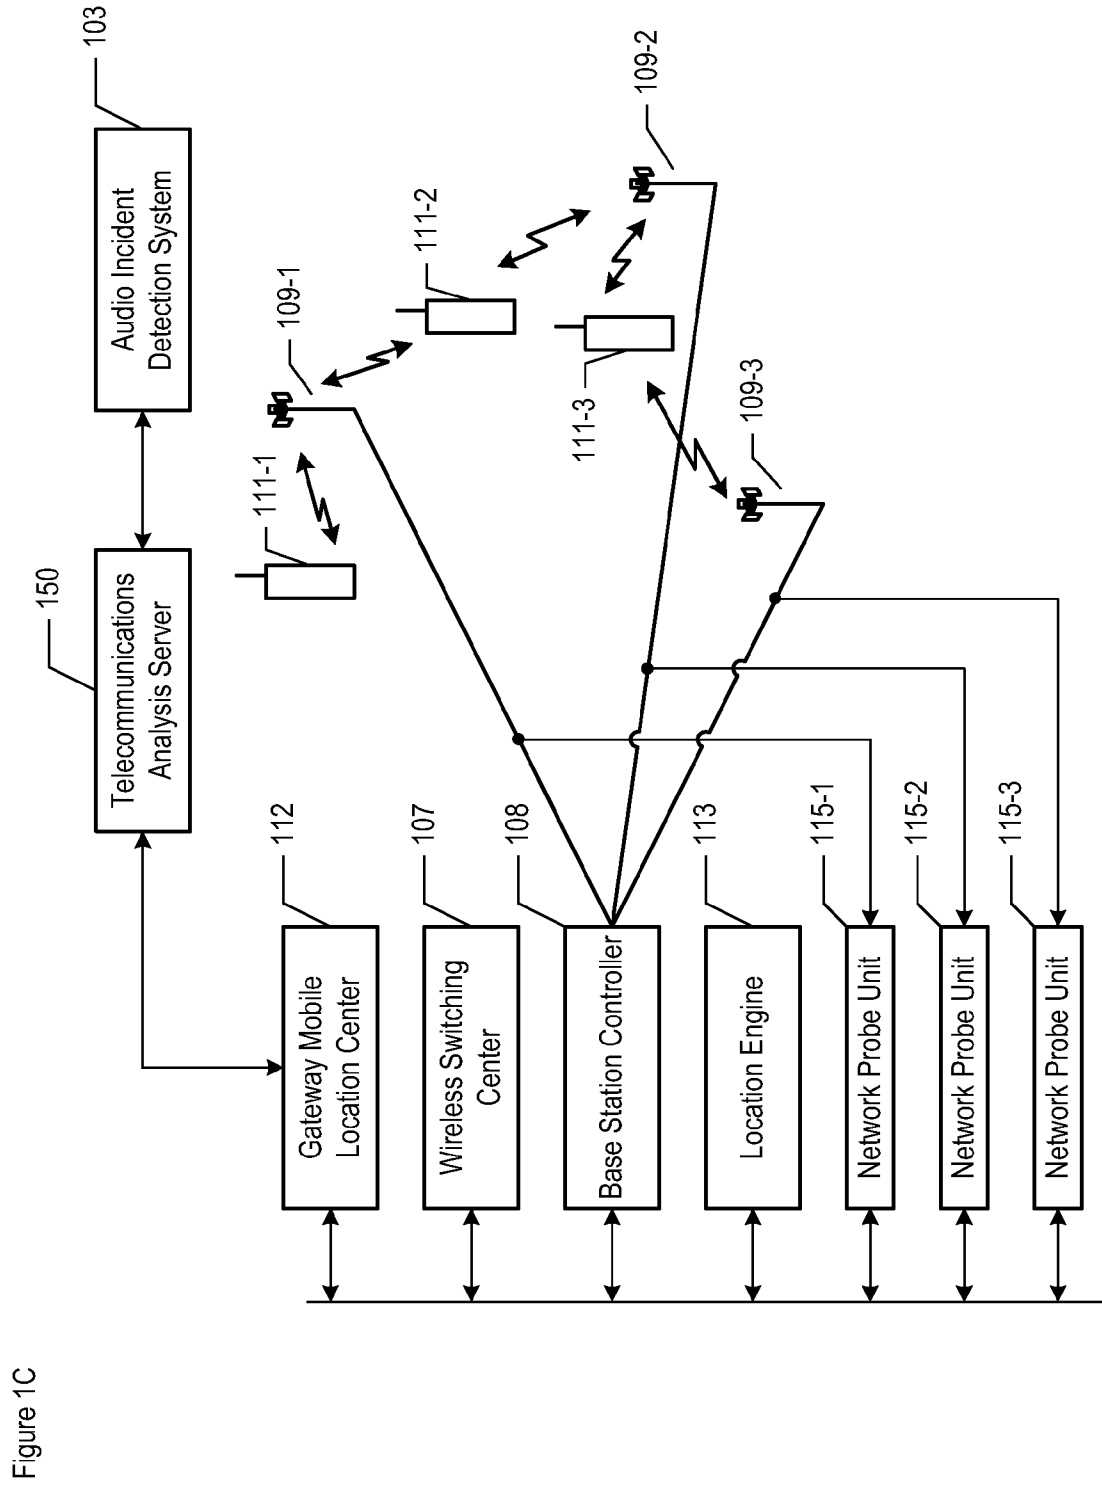 Figure 1C
Telecommunications
Analysis Server
150
Audio Incident
Detection System
103
Gateway Mobile
Location Center
112
Wireless Switching
Center
107
Base Station Controller
108
Location Engine
113
Network Probe Unit
115-1
Network Probe Unit
115-2
Network Probe Unit
115-3
111-1
109-1
111-2
111-3
109-2
109-3